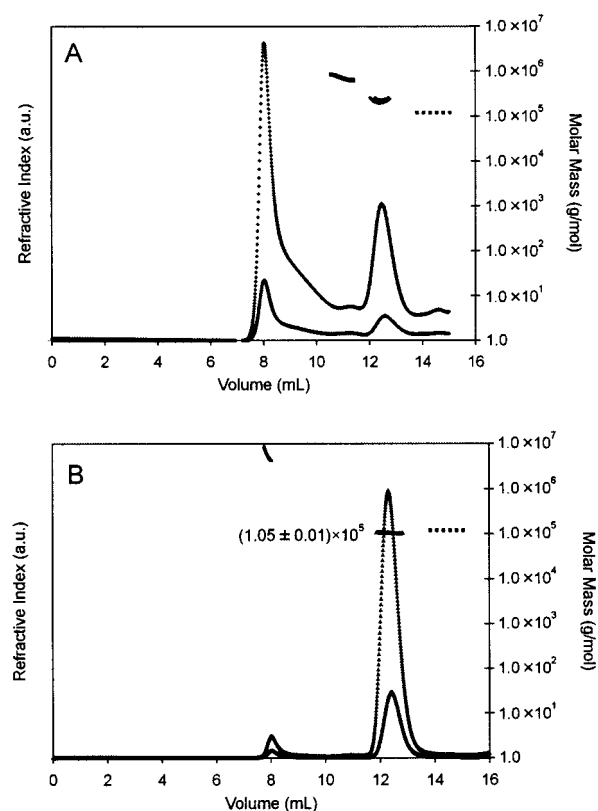 A
Refractive Index (a.u.)
1.0 ×10⁷
1.0 ×10⁶
1.0 ×10⁵
1.0 ×10⁴
1.0 ×10³
1.0 ×10²
1.0 ×10¹
1.0
Molar Mass (g/mol)
0 2 4 6 8 10 12 14 16
Volume (mL)
B
Refractive Index (a.u.)
(1.05 ± 0.01)×10⁵
1.0 ×10⁷
1.0 ×10⁶
1.0 ×10⁵
1.0 ×10⁴
1.0 ×10³
1.0 ×10²
1.0 ×10¹
1.0
Molar Mass (g/mol)
0 2 4 6 8 10 12 14 16
Volume (mL)